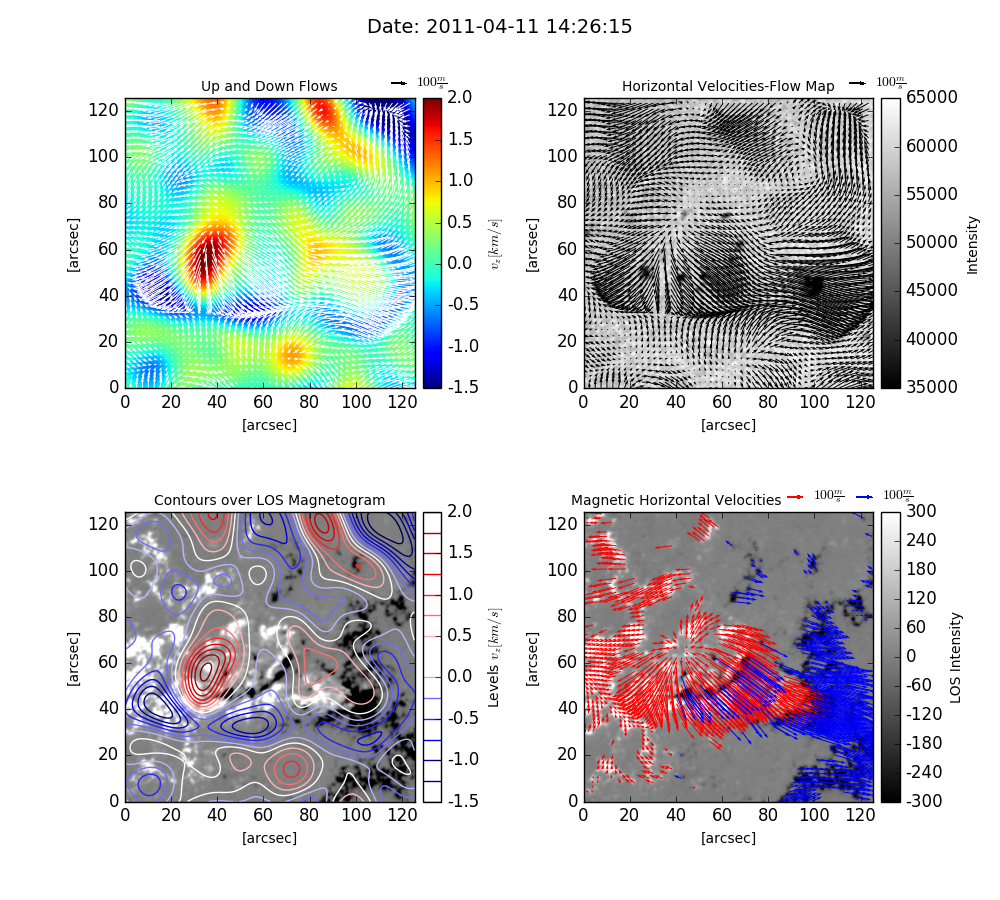 Date: 2011-04-11 14:26:15
Up and Down Flows
100 m/s
120
100
80
60
40
20
0
0 20 40 60 80 100 120
[arcsec]
[arcsec]
2.0
1.5
1.0
0.5
0.0
-0.5
-1.0
-1.5
v_z[km/s]
Horizontal Velocities-Flow Map
100 m/s
120
100
80
60
40
20
0
0 20 40 60 80 100 120
[arcsec]
[arcsec]
65000
60000
55000
50000
45000
40000
35000
Intensity
Contours over LOS Magnetogram
120
100
80
60
40
20
0
0 20 40 60 80 100 120
[arcsec]
[arcsec]
2.0
1.5
1.0
0.5
0.0
-0.5
-1.0
-1.5
Levels v_z[km/s]
Magnetic Horizontal Velocities
100 m/s
100 m/s
120
100
80
60
40
20
0
0 20 40 60 80 100 120
[arcsec]
[arcsec]
300
240
180
120
60
0
-60
-120
-180
-240
-300
LOS Intensity